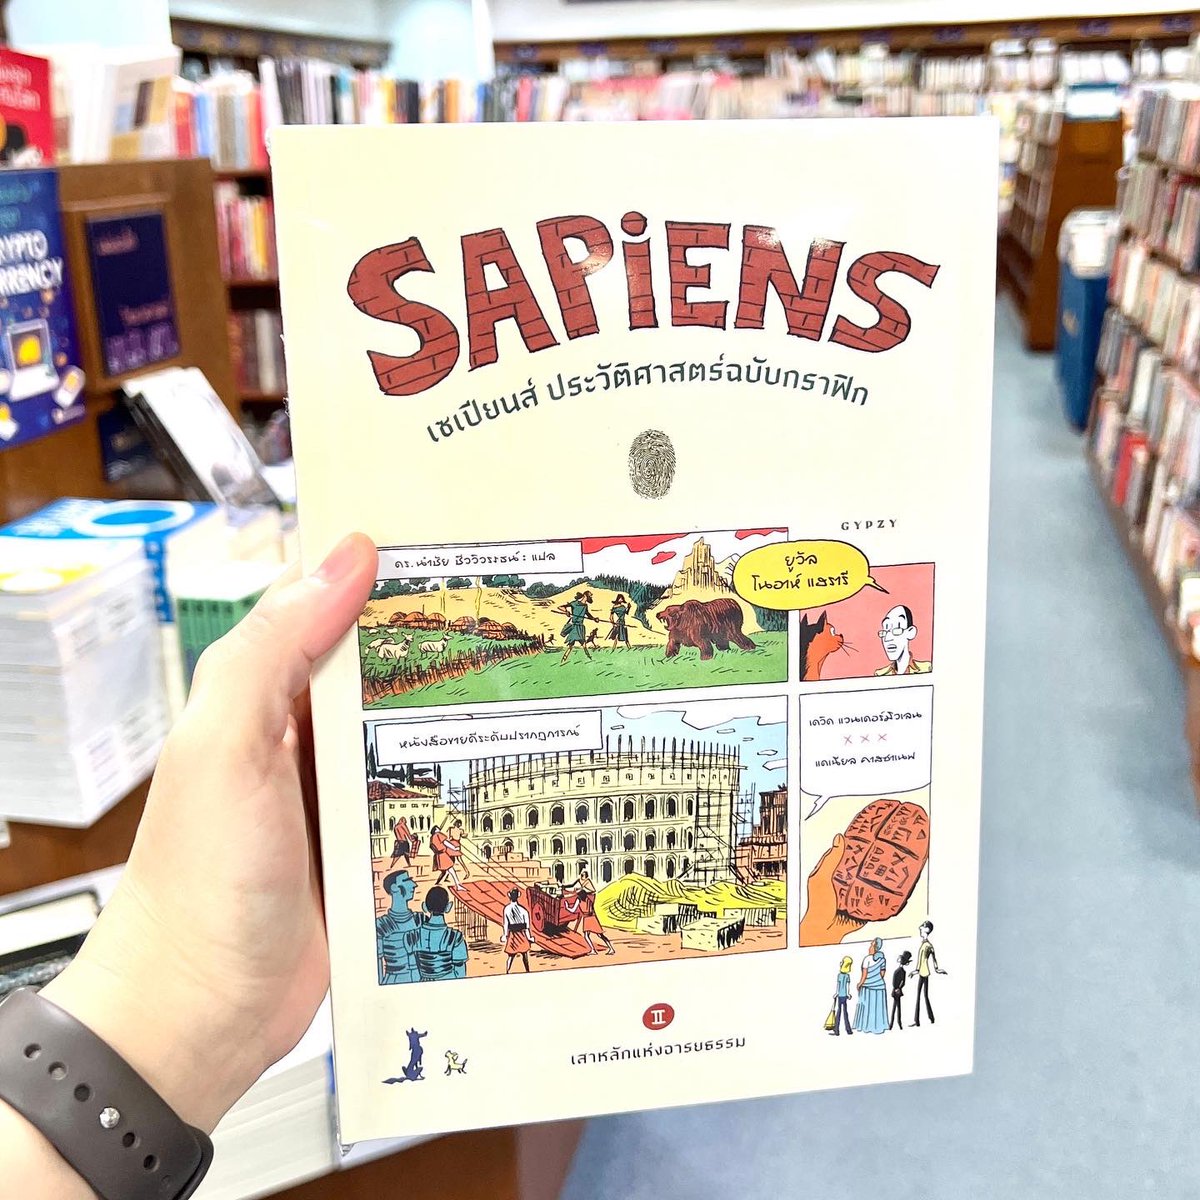 SAPiENS
เซเปียนส์ ประวัติศาสตร์ฉบับกราฟิก
GYPZY
ดร.นำชัย ชีววิวรรธน์ : แปล
ยูวัล
โนอาห์ แฮรารี
หนังสือขายดีระดับปรากฏการณ์
เดวิด แวนเดอร์มิวเลน
× × ×
แดเนียล คาซาเนฟ
II
เสาหลักแห่งอารยธรรม